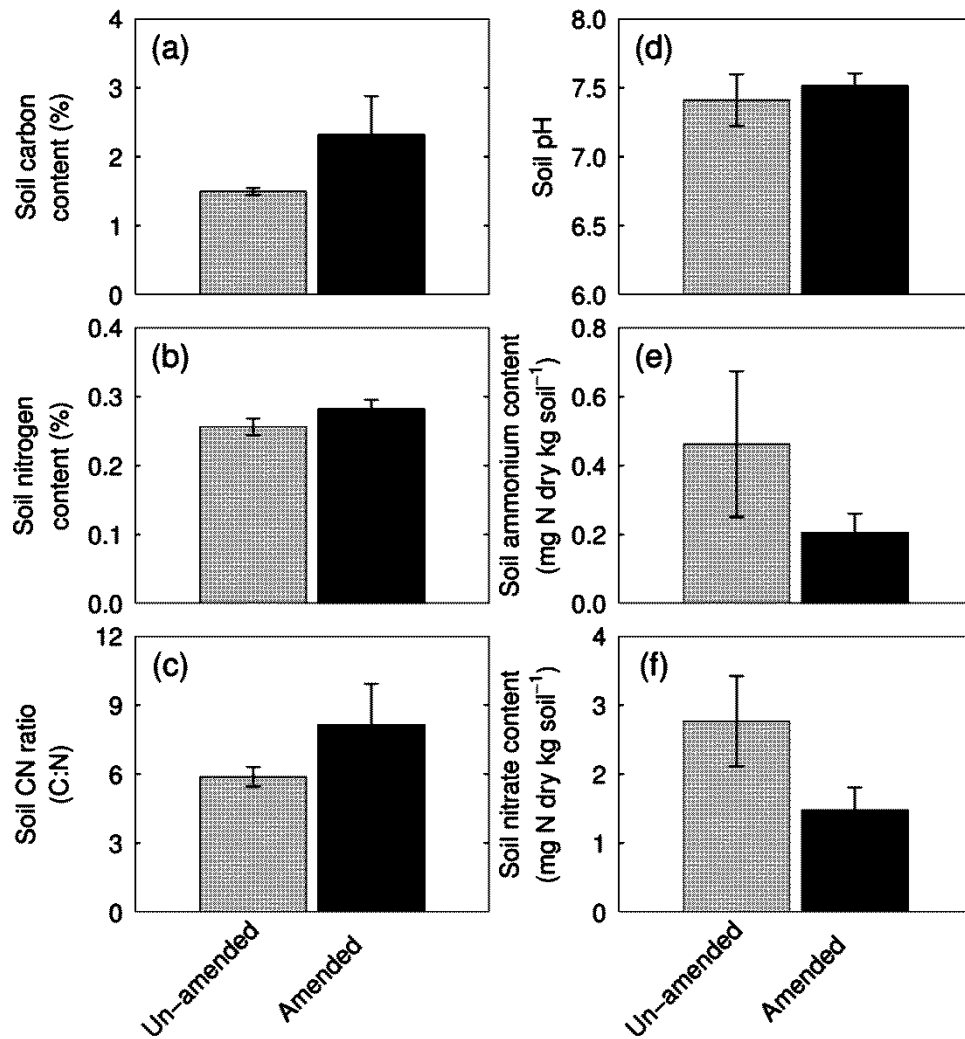 Soil carbon
content (%)
4
3
2
1
0
(a)
Soil pH
8.0
7.5
7.0
6.5
6.0
(d)
Soil nitrogen
content (%)
0.4
0.3
0.2
0.1
0.0
(b)
Soil ammonium content
(mg N dry kg soil⁻¹)
0.8
0.6
0.4
0.2
0.0
(e)
Soil CN ratio
(C:N)
12
9
6
3
0
(c)
Soil nitrate content
(mg N dry kg soil⁻¹)
4
3
2
1
0
(f)
Un-amended
Amended
Un-amended
Amended